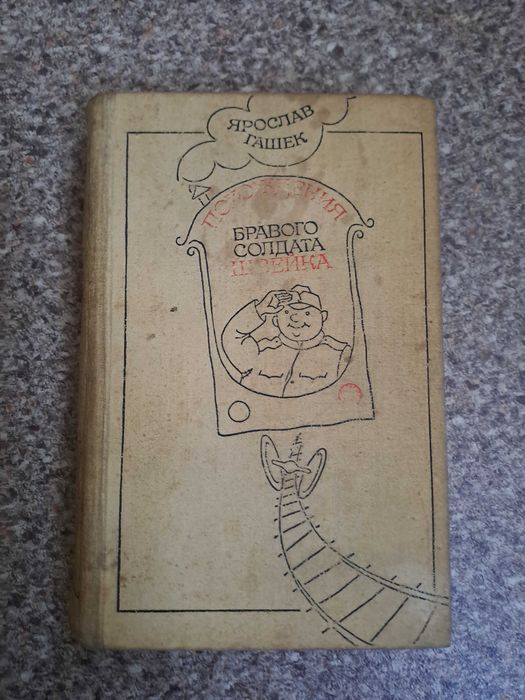 ЯРОСЛАВ
ГАШЕК
ПОХОЖДЕНИЯ
БРАВОГО
СОЛДАТА
ШВЕЙКА